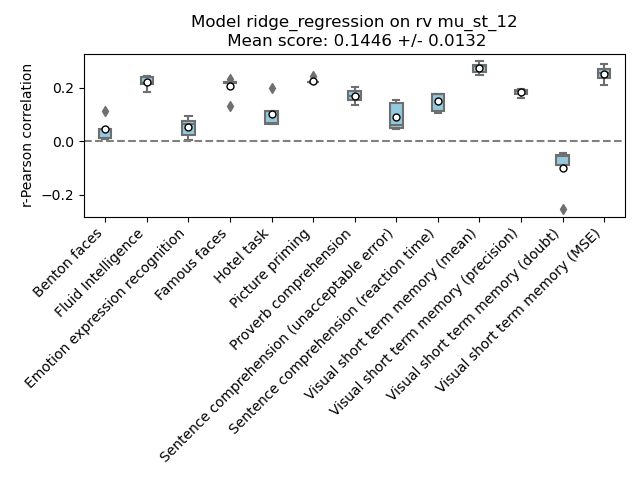 Model ridge_regression on rv mu_st_12
Mean score: 0.1446 +/- 0.0132
r-Pearson correlation
0.2
0.0
−0.2
Benton faces
Fluid Intelligence
Emotion expression recognition
Famous faces
Hotel task
Picture priming
Proverb comprehension
Sentence comprehension (unacceptable error)
Sentence comprehension (reaction time)
Visual short term memory (mean)
Visual short term memory (precision)
Visual short term memory (doubt)
Visual short term memory (MSE)